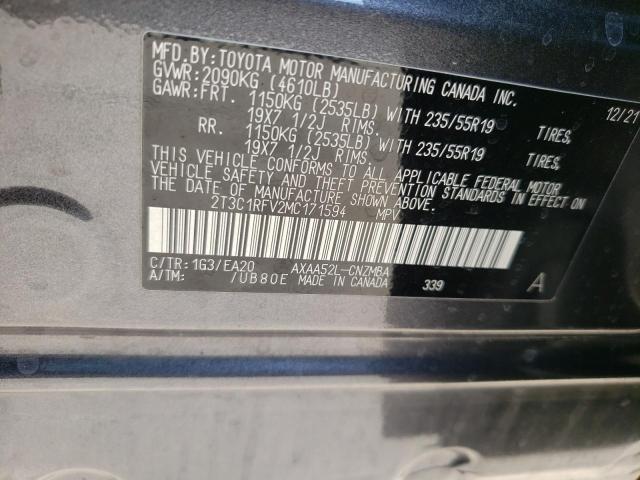 MFD. BY: TOYOTA MOTOR MANUFACTURING CANADA INC.
GVWR: 2090KG (4610LB) 12/21
GAWR: FRT. 1150KG (2535LB) WITH 235/55R19 TIRES,
19X7 1/2J RIMS.
RR. 1150KG (2535LB) WITH 235/55R19 TIRES,
19X7 1/2J RIMS.
THIS VEHICLE CONFORMS TO ALL APPLICABLE FEDERAL MOTOR
VEHICLE SAFETY AND THEFT PREVENTION STANDARDS IN EFFECT ON
THE DATE OF MANUFACTURE SHOWN ABOVE.
2T3C1RFV2MC171594 MPV
C/TR: 1G3/EA20 AXAA52L-CNZMBA
A/TM: /UB80E MADE IN CANADA 339 A